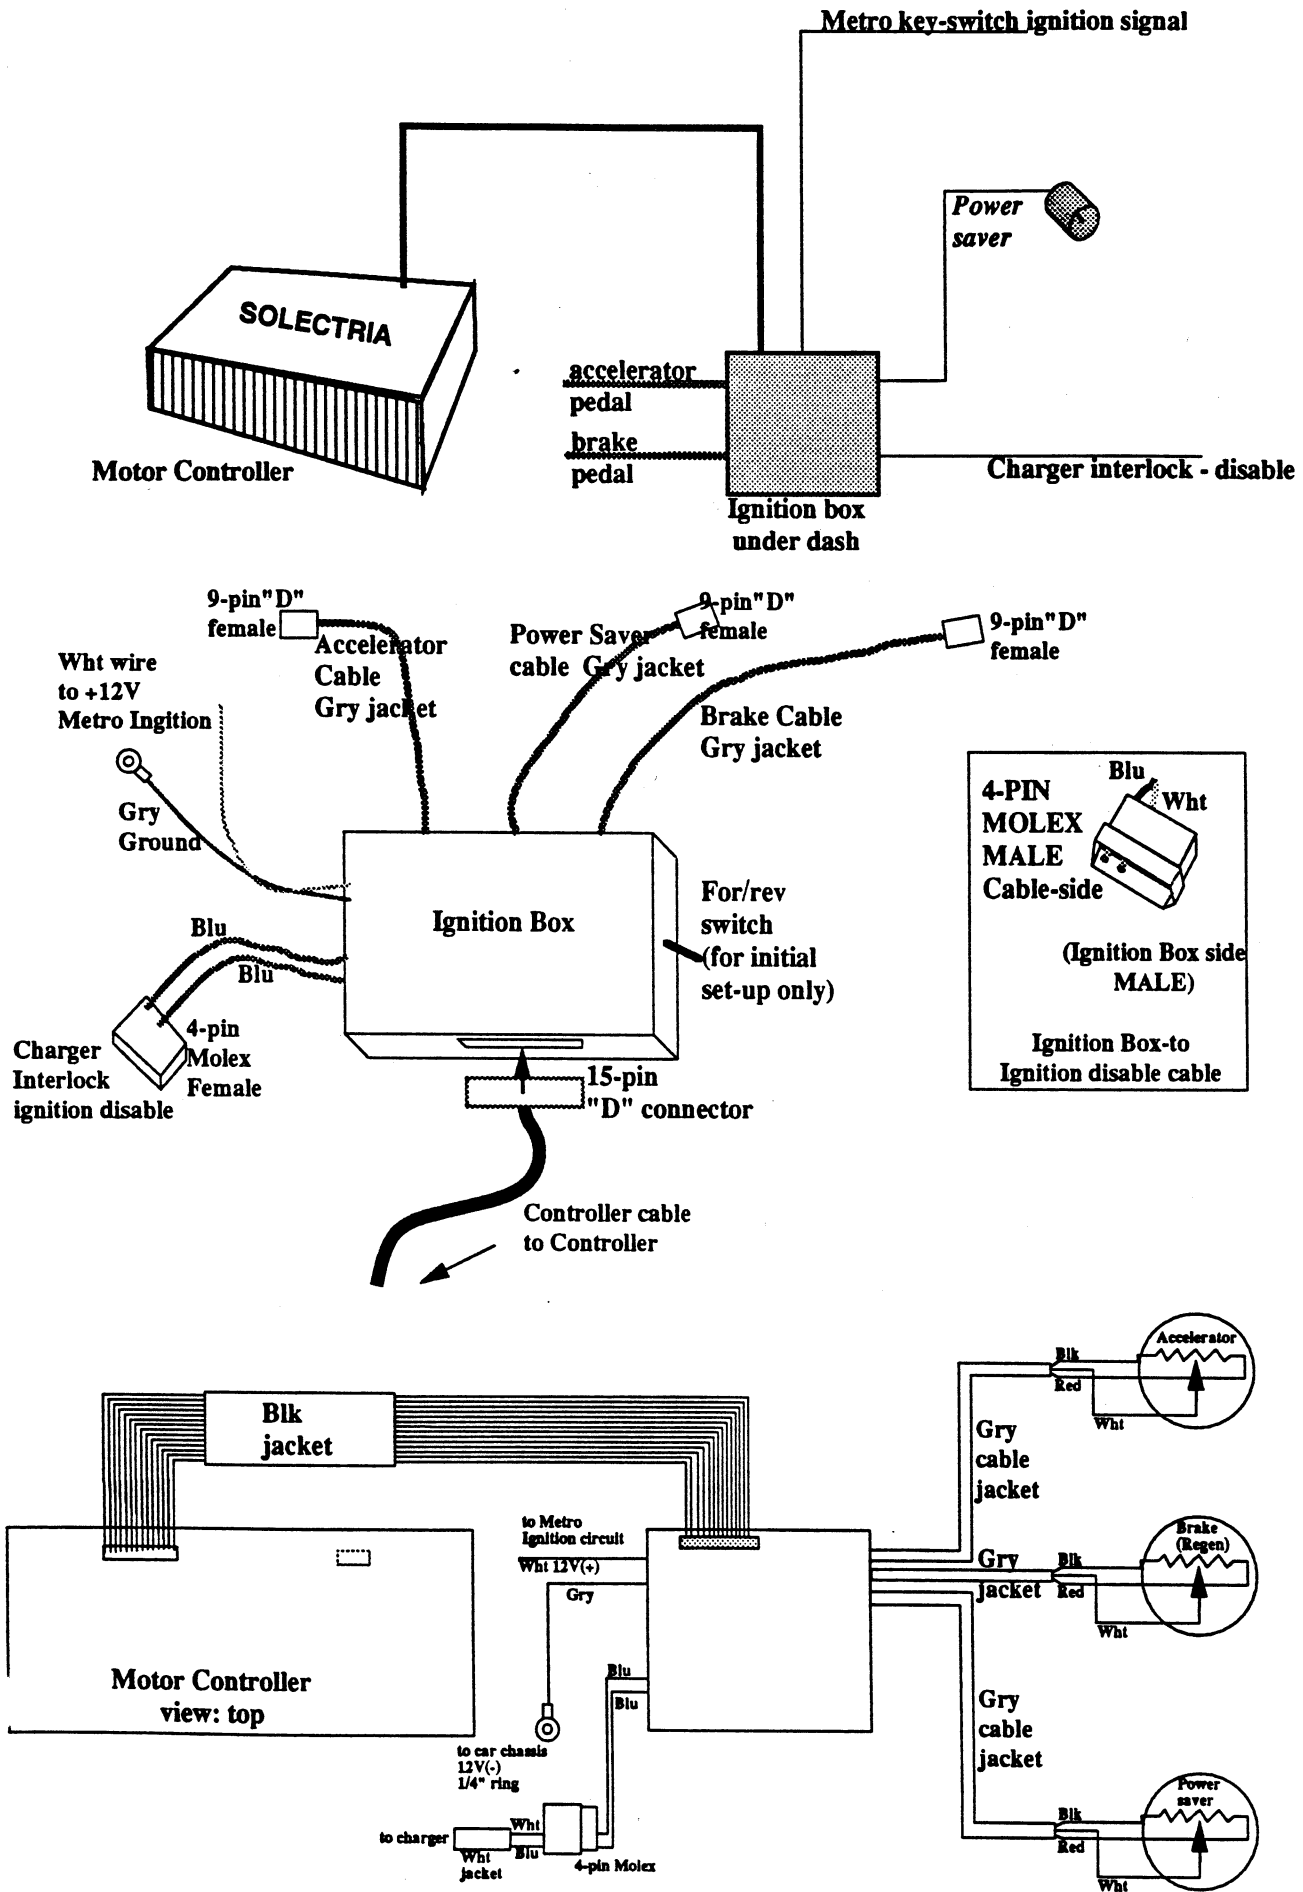 Metro key-switch ignition signal
Power
saver
SOLECTRIA
accelerator
pedal
brake
pedal
Motor Controller
Charger interlock - disable
Ignition box
under dash
9-pin"D"
female
Accelerator
Cable
Gry jacket
Power Saver
cable Gry jacket
9-pin"D"
female
9-pin"D"
female
Wht wire
to +12V
Metro Ingition
Brake Cable
Gry jacket
Gry
Ground
4-PIN
MOLEX
MALE
Cable-side
Blu
Wht
(Ignition Box side
MALE)
Ignition Box-to
Ignition disable cable
Ignition Box
For/rev
switch
(for initial
set-up only)
Blu
Blu
4-pin
Molex
Female
Charger
Interlock
ignition disable
15-pin
"D" connector
Controller cable
to Controller
Blk
jacket
Accelerator
Blk
Red
Wht
Gry
cable
jacket
to Metro
Ignition circuit
Wht 12V(+)
Gry
Brake
(Regen)
Gry
jacket
Blk
Red
Wht
Motor Controller
view: top
Blu
Blu
Gry
cable
jacket
to car chassis
12V(-)
1/4" ring
Power
saver
Blk
Red
Wht
to charger
Wht
Blu
Wht
jacket
4-pin Molex